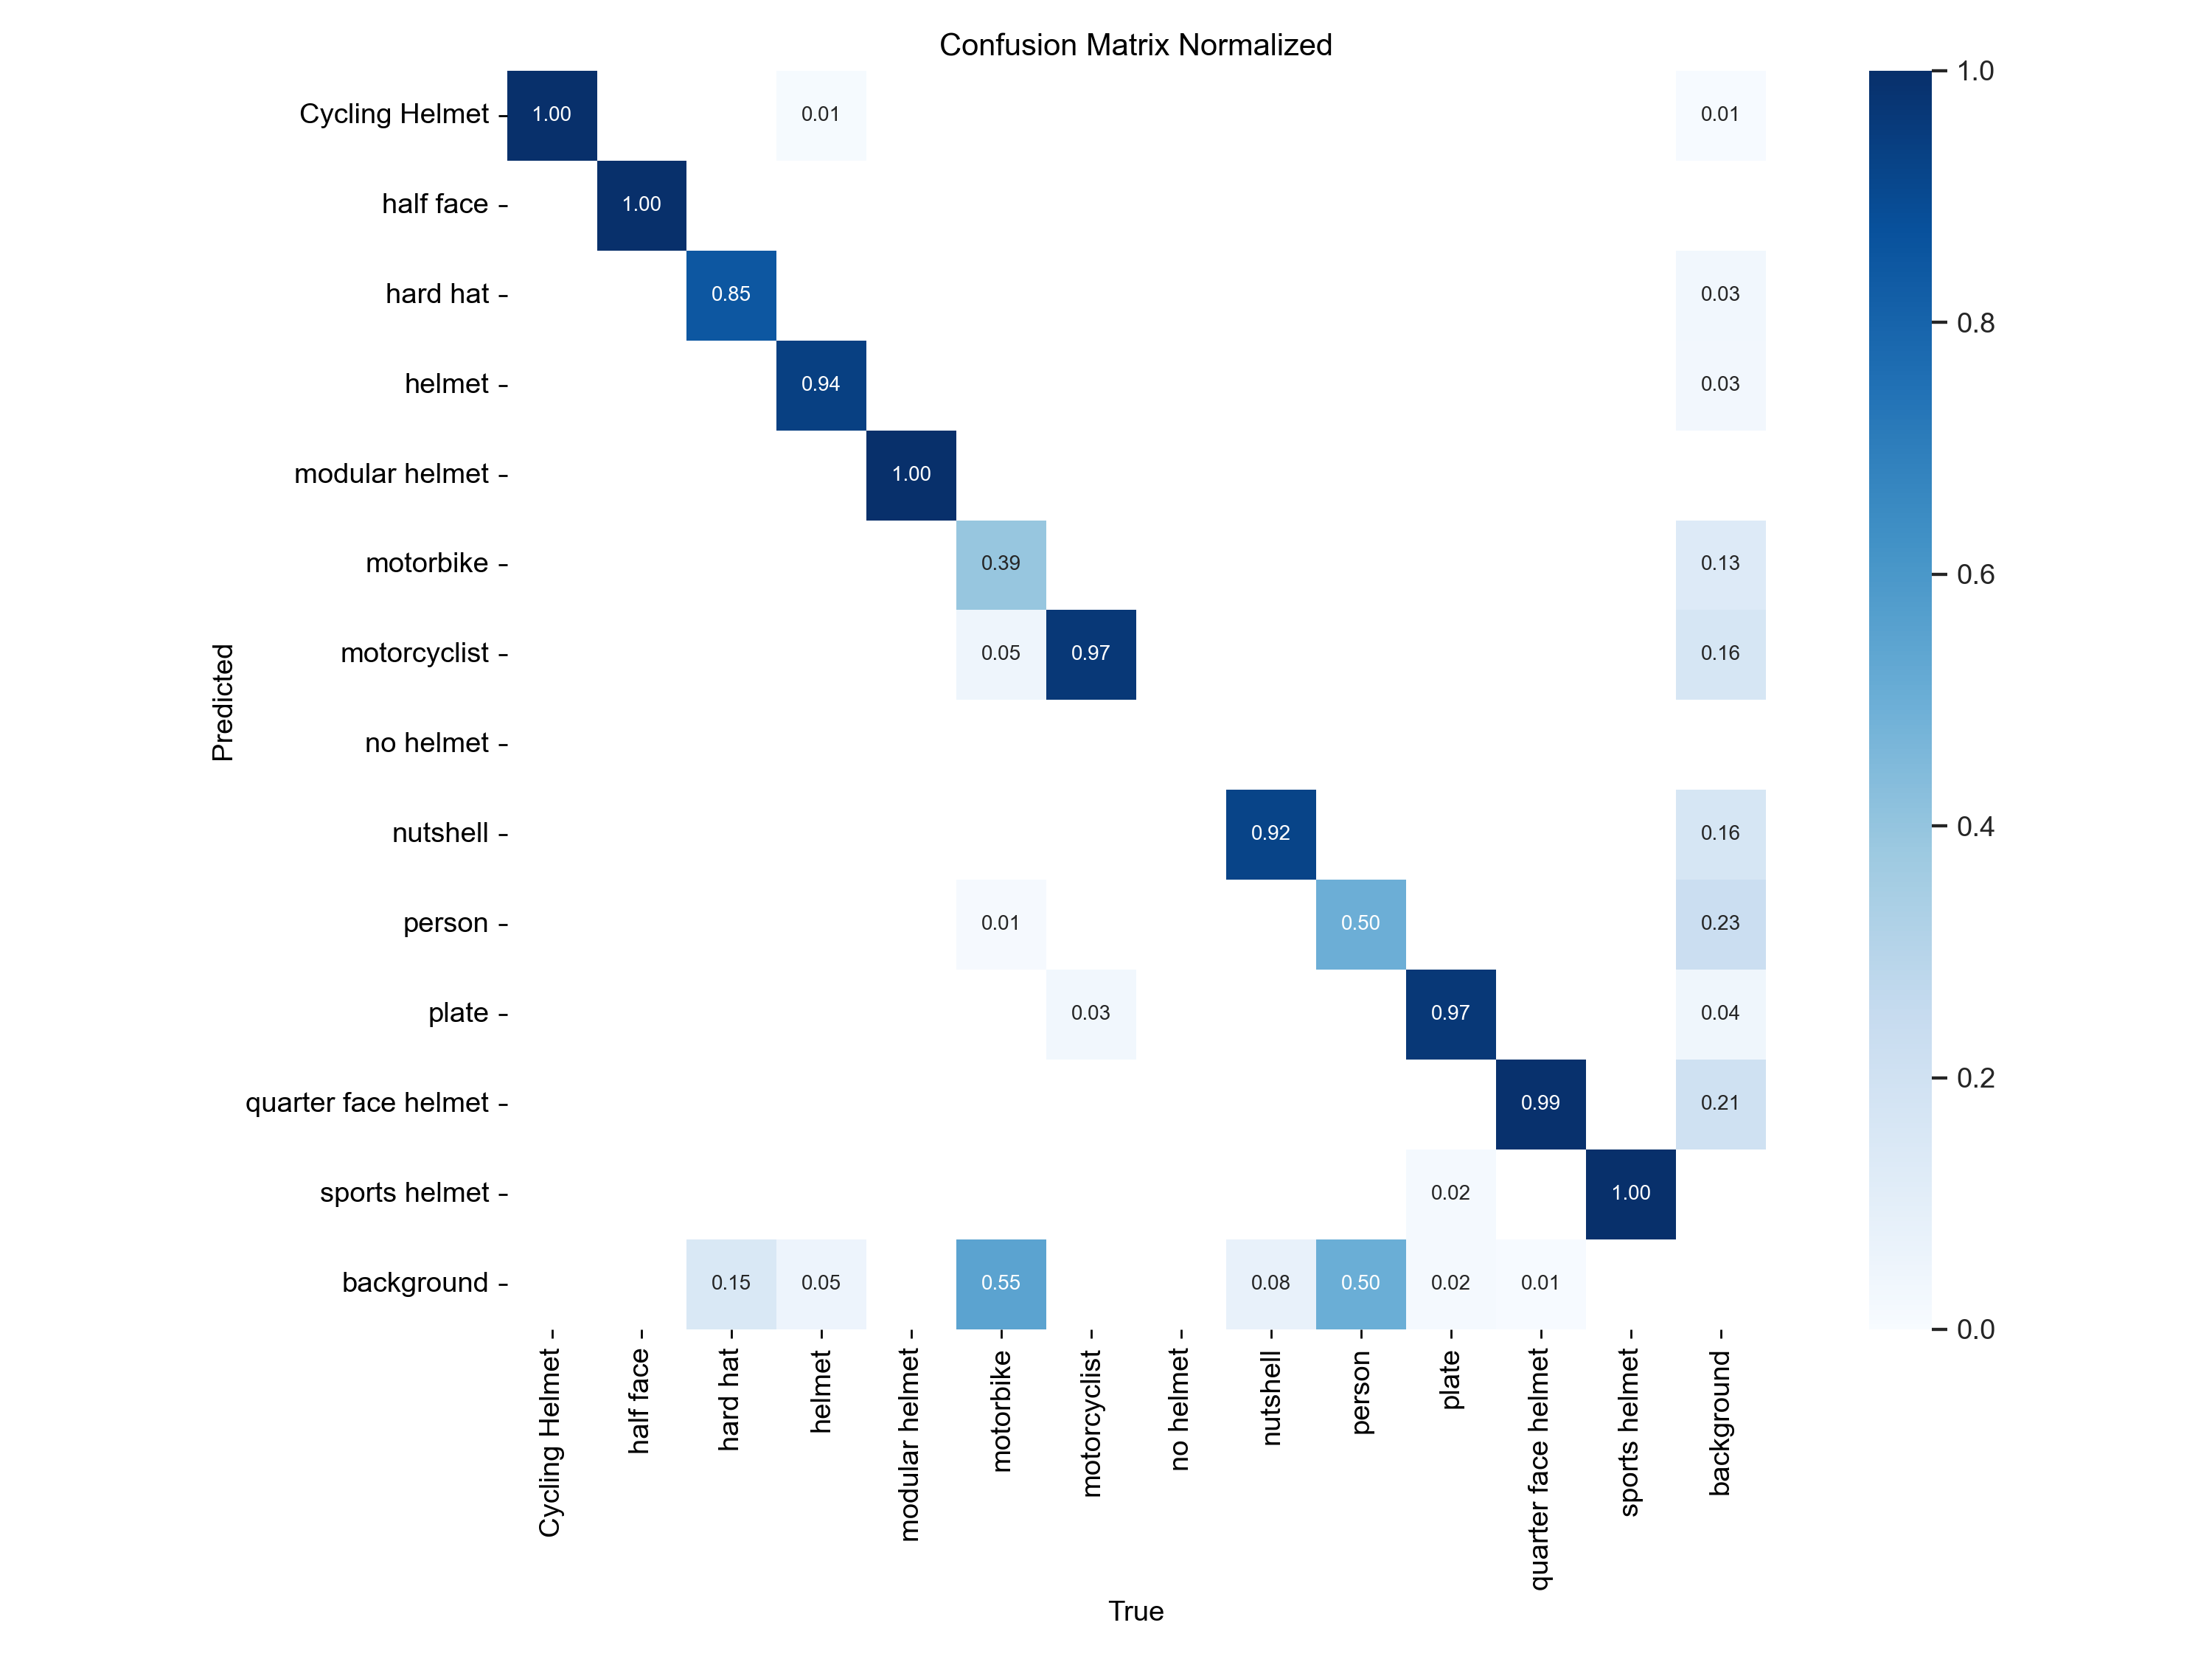 Confusion Matrix Normalized
Cycling Helmet 1.00 0.01 0.01
half face 1.00
hard hat 0.85 0.03
helmet 0.94 0.03
modular helmet 1.00
motorbike 0.39 0.13
motorcyclist 0.05 0.97 0.16
no helmet
nutshell 0.92 0.16
person 0.01 0.50 0.23
plate 0.03 0.97 0.04
quarter face helmet 0.99 0.21
sports helmet 0.02 1.00
background 0.15 0.05 0.55 0.08 0.50 0.02 0.01
Predicted
Cycling Helmet
half face
hard hat
helmet
modular helmet
motorbike
motorcyclist
no helmet
nutshell
person
plate
quarter face helmet
sports helmet
background
True
1.0
0.8
0.6
0.4
0.2
0.0